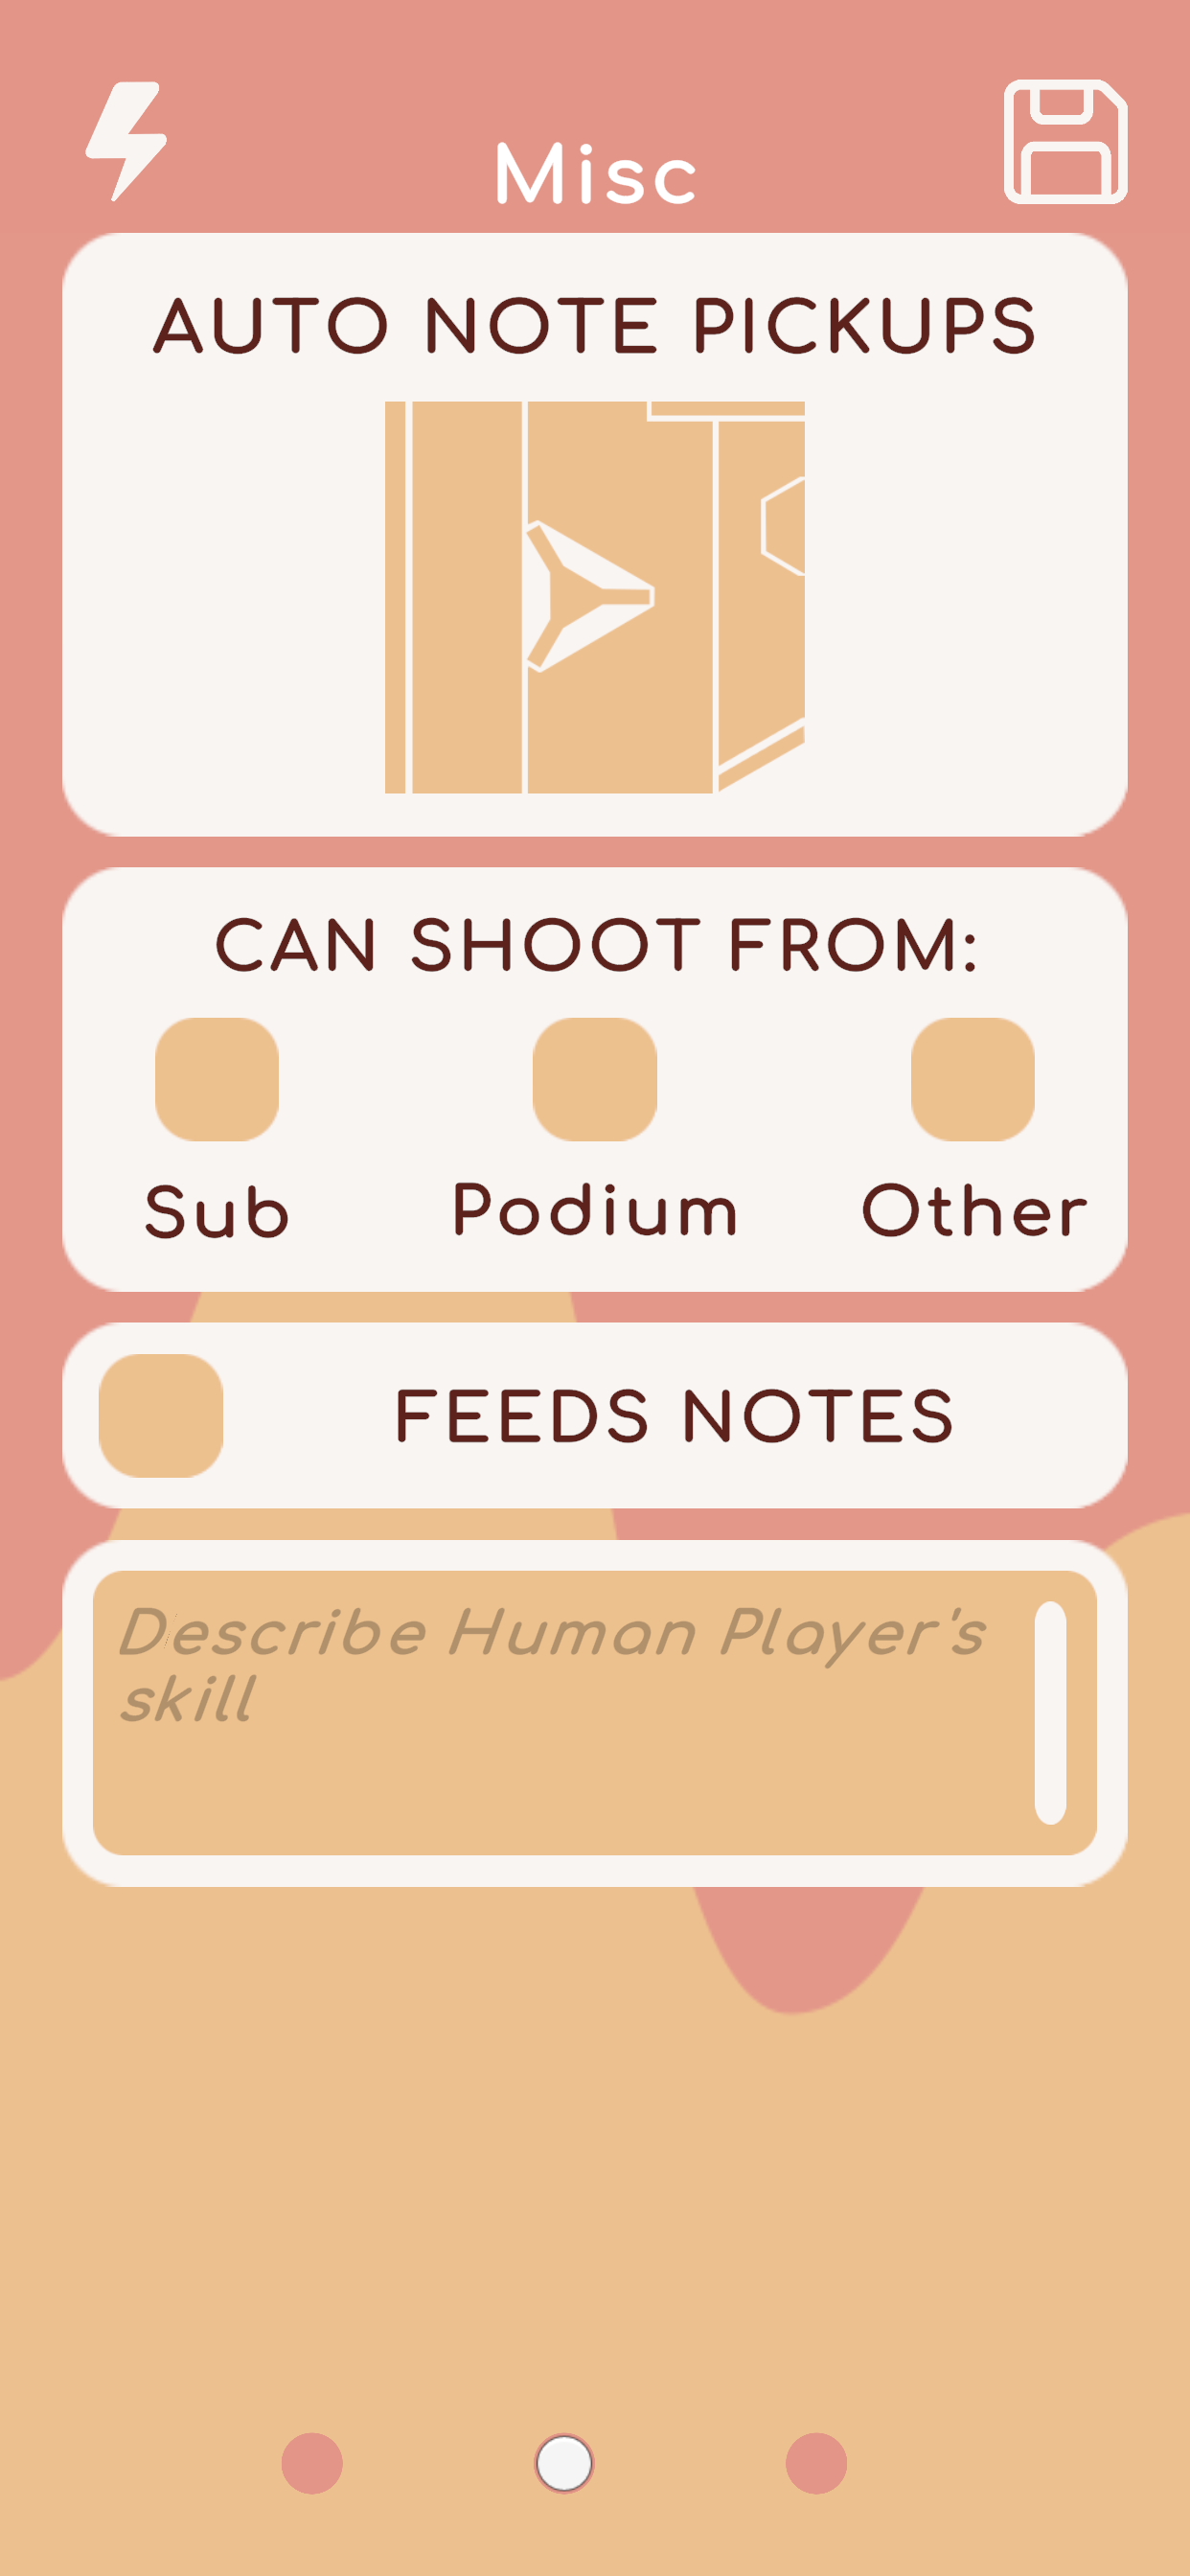 Misc
AUTO NOTE PICKUPS
CAN SHOOT FROM:
Sub Podium Other
FEEDS NOTES
Describe Human Player's
skill